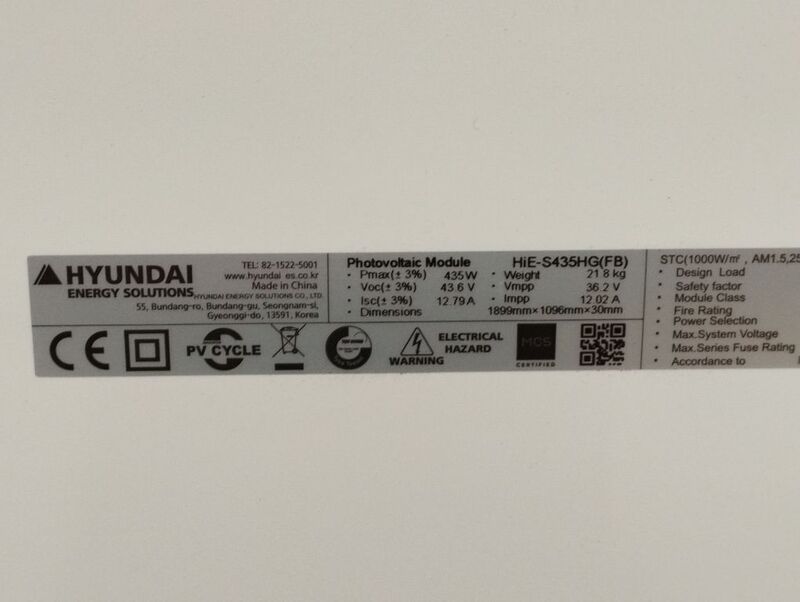 HYUNDAI
ENERGY SOLUTIONS
TEL: 82-1522-5001
www.hyundai es.co.kr
Made in China
HYUNDAI ENERGY SOLUTIONS CO., LTD.
55, Bundang-ro, Bundang-gu, Seongnam-si,
Gyeonggi-do, 13591, Korea
Photovoltaic Module HiE-S435HG(FB)
· Pmax(± 3%) 435W · Weight 21.8 kg
· Voc(± 3%) 43.6 V · Vmpp 36.2 V
· Isc(± 3%) 12.79A · Impp 12.02 A
· Dimensions 1899mm×1096mm×30mm
CE
PV CYCLE
WARNING
ELECTRICAL
HAZARD
MCS
CERTIFIED
STC(1000W/㎡, AM1.5,25
· Design Load
· Safety factor
· Module Class
· Fire Rating
· Power Selection
· Max.System Voltage
· Max.Series Fuse Rating
· Accordance to